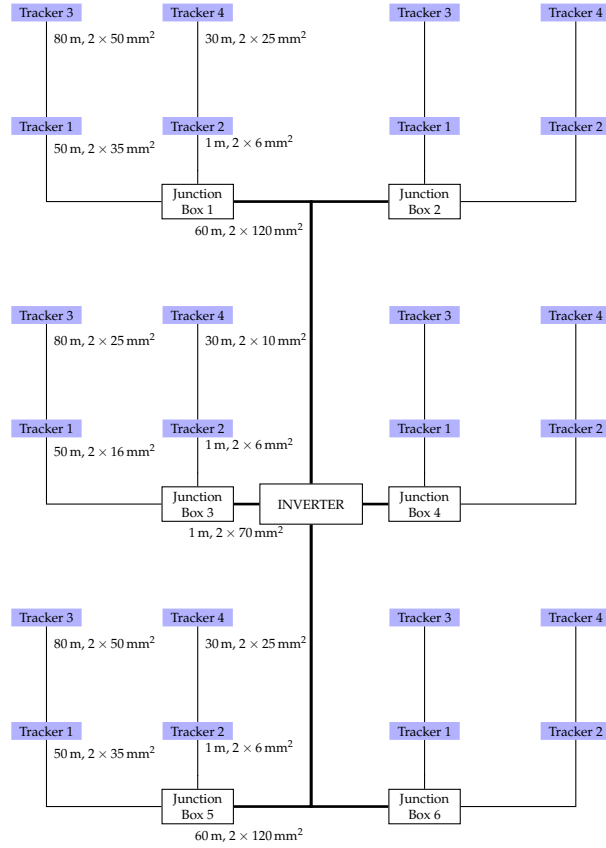 Tracker 3
Tracker 4
Tracker 3
Tracker 4
80 m, 2 × 50 mm²
30 m, 2 × 25 mm²
Tracker 1
Tracker 2
Tracker 1
Tracker 2
50 m, 2 × 35 mm²
1 m, 2 × 6 mm²
Junction
Box 1
Junction
Box 2
60 m, 2 × 120 mm²
Tracker 3
Tracker 4
Tracker 3
Tracker 4
80 m, 2 × 25 mm²
30 m, 2 × 10 mm²
Tracker 1
Tracker 2
Tracker 1
Tracker 2
50 m, 2 × 16 mm²
1 m, 2 × 6 mm²
Junction
Box 3
INVERTER
Junction
Box 4
1 m, 2 × 70 mm²
Tracker 3
Tracker 4
Tracker 3
Tracker 4
80 m, 2 × 50 mm²
30 m, 2 × 25 mm²
Tracker 1
Tracker 2
Tracker 1
Tracker 2
50 m, 2 × 35 mm²
1 m, 2 × 6 mm²
Junction
Box 5
Junction
Box 6
60 m, 2 × 120 mm²